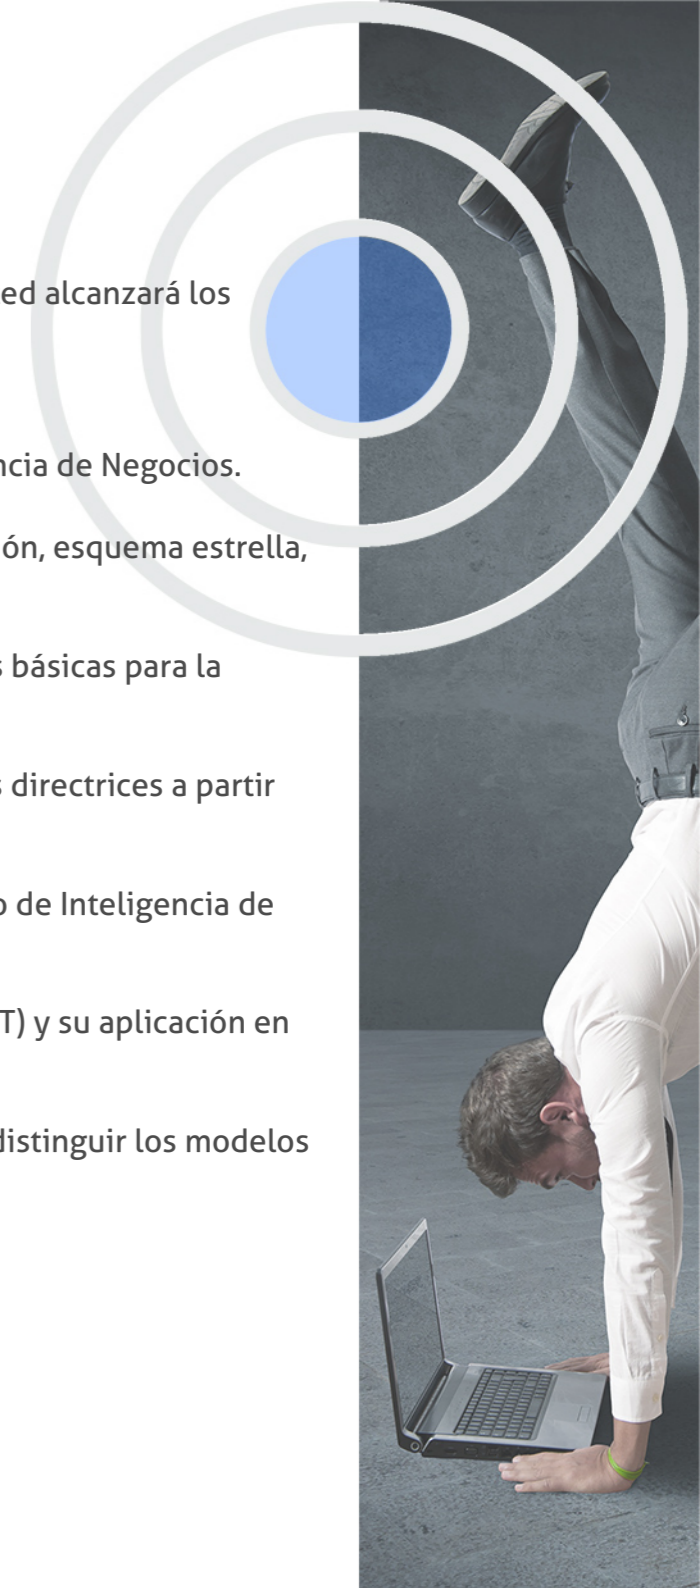 ed alcanzará los
ncia de Negocios.
ón, esquema estrella,
s básicas para la
s directrices a partir
o de Inteligencia de
T) y su aplicación en
distinguir los modelos